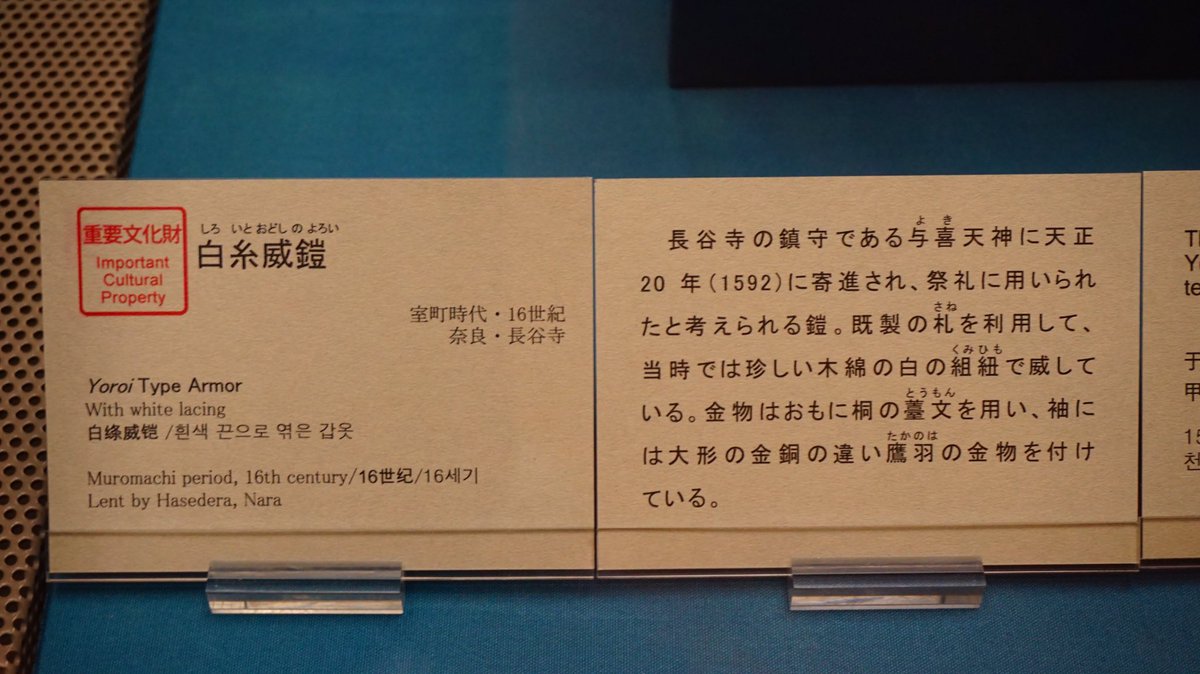 重要文化財
Important
Cultural
Property
しろ いとおどしのよろい
白糸威鎧
室町時代・16世紀
奈良・長谷寺
Yoroi Type Armor
With white lacing
白绦威铠 /흰색 끈으로 엮은 갑옷
Muromachi period, 16th century/16世纪/16세기
Lent by Hasedera, Nara
よき
長谷寺の鎮守である与喜天神に天正
20 年(1592)に寄進され、祭礼に用いられ
さね
たと考えられる鎧。既製の札を利用して、
くみひも
当時では珍しい木綿の白の組紐で威して
とうもん
いる。金物はおもに桐の薹文を用い、袖に
たかのは
は大形の金銅の違い鷹羽の金物を付け
ている。
te
于
甲
15
천